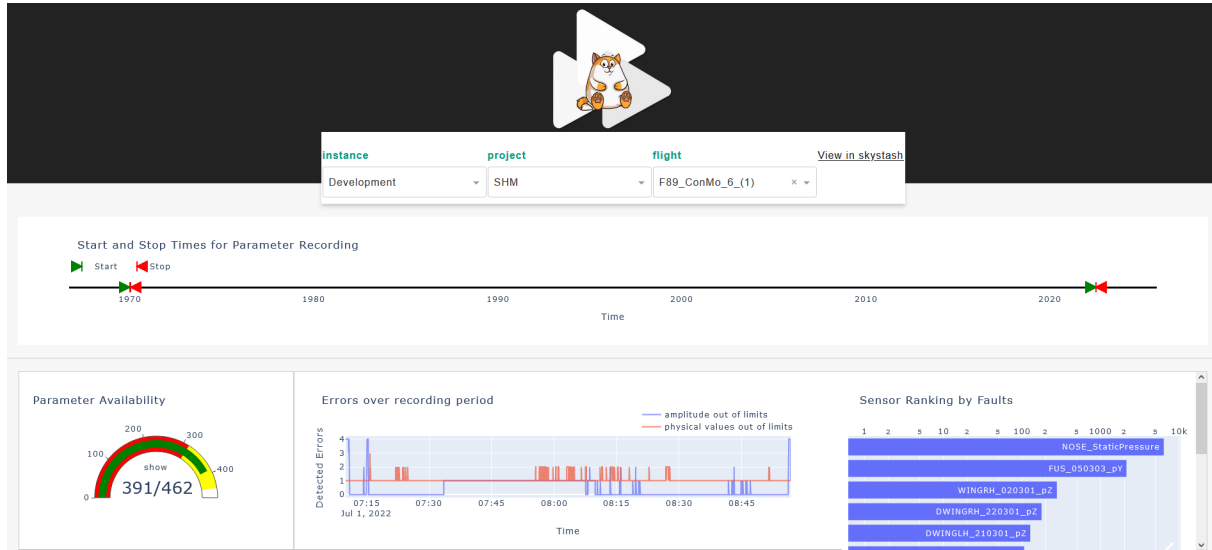 instance project flight View in skystash
Development SHM F89_ConMo_6_(1) ×
Start and Stop Times for Parameter Recording
Start Stop
1970 1980 1990 2000 2010 2020
Time
Parameter Availability
0 100 200 300 400
show
391/462
Errors over recording period
amplitude out of limits
physical values out of limits
Detected Errors
4
3
2
1
0
07:15 07:30 07:45 08:00 08:15 08:30 08:45
Jul 1, 2022
Time
Sensor Ranking by Faults
1 2 5 10 2 5 100 2 5 1000 2 5 10k
NOSE_StaticPressure
FUS_050303_pY
WINGRH_020301_pZ
DWINGRH_220301_pZ
DWINGLH_210301_pZ